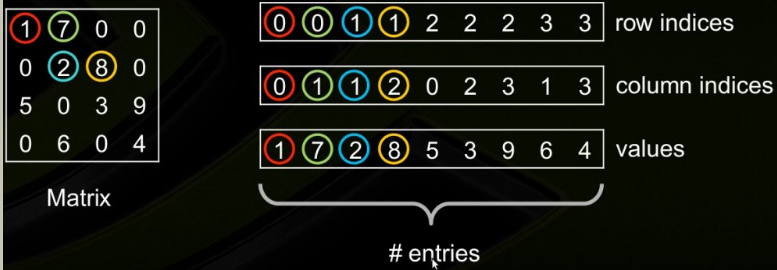 1 7 0 0
0 2 8 0
5 0 3 9
0 6 0 4
Matrix
0 0 1 1 2 2 2 3 3 row indices
0 1 1 2 0 2 3 1 3 column indices
1 7 2 8 5 3 9 6 4 values
# entries